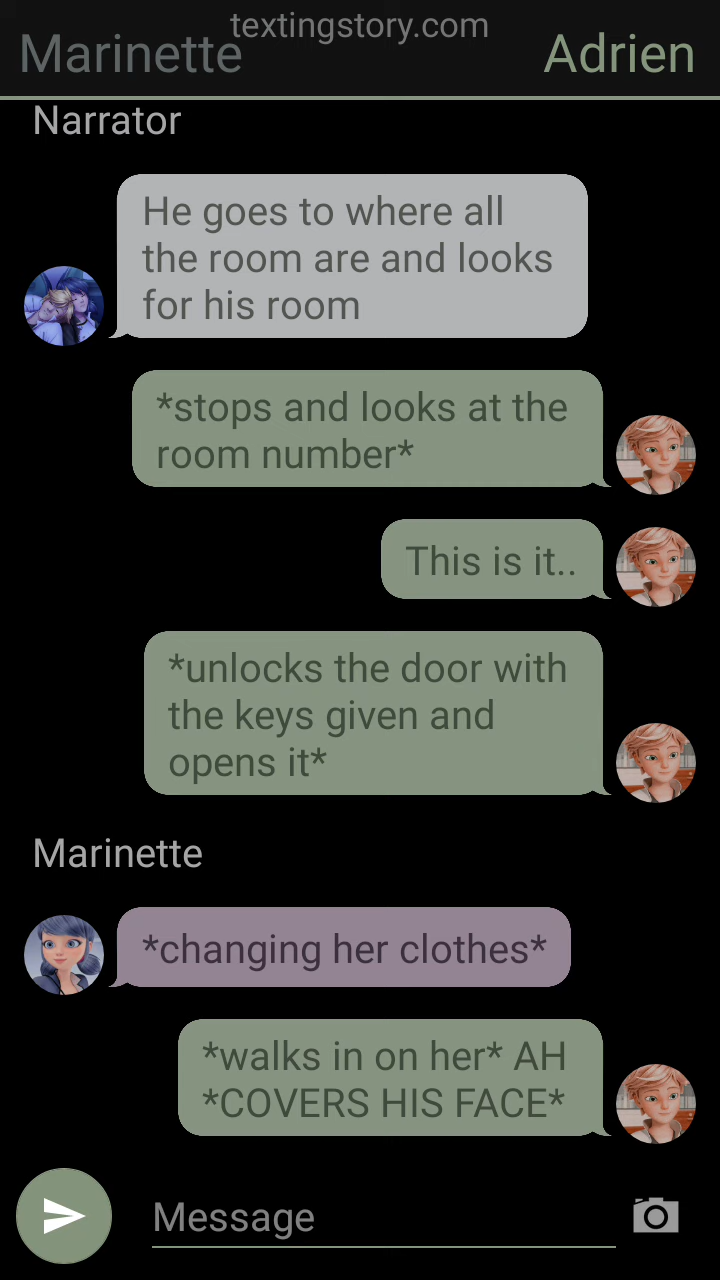 textingstory.com
Marinette
Adrien
Narrator
He goes to where all
the room are and looks
for his room
*stops and looks at the
room number*
This is it..
*unlocks the door with
the keys given and
opens it*
Marinette
*changing her clothes*
*walks in on her* AH
*COVERS HIS FACE*
Message